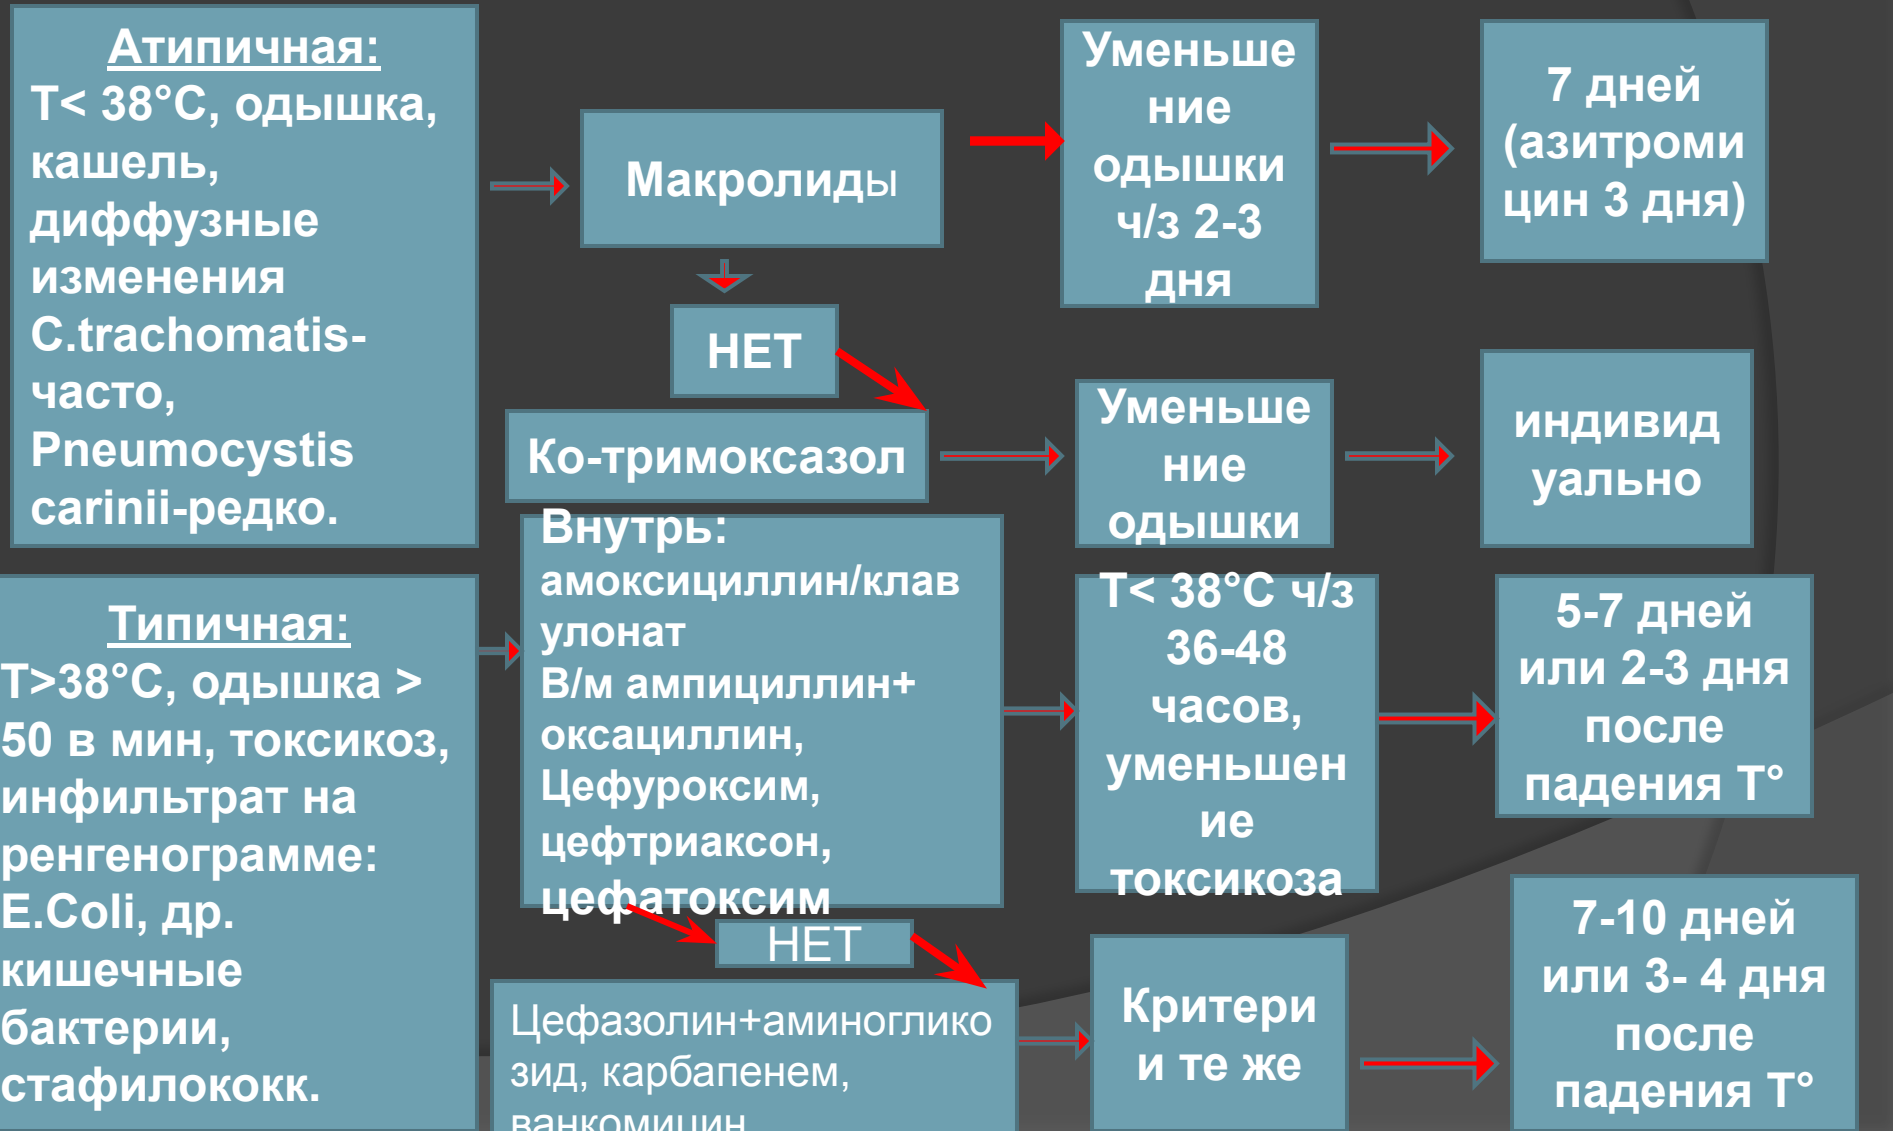 Атипичная:
Т< 38°С, одышка,
кашель,
диффузные
изменения
C.trachomatis-
часто,
Pneumocystis
carinii-редко.
Макролиды
Уменьше
ние
одышки
ч/з 2-3
дня
7 дней
(азитроми
цин 3 дня)
НЕТ
Ко-тримоксазол
Уменьше
ние
одышки
индивид
уально
Типичная:
Т>38°С, одышка >
50 в мин, токсикоз,
инфильтрат на
ренгенограмме:
E.Coli, др.
кишечные
бактерии,
стафилококк.
Внутрь:
амоксициллин/клав
уланат
В/м ампициллин+
оксациллин,
Цефуроксим,
цефтриаксон,
цефатоксим
Т< 38°С ч/з
36-48
часов,
уменьшен
ие
токсикоза
5-7 дней
или 2-3 дня
после
падения Т°
НЕТ
Цефазолин+аминоглико
зид, карбапенем,
ванкомицин
Критери
и те же
7-10 дней
или 3- 4 дня
после
падения Т°